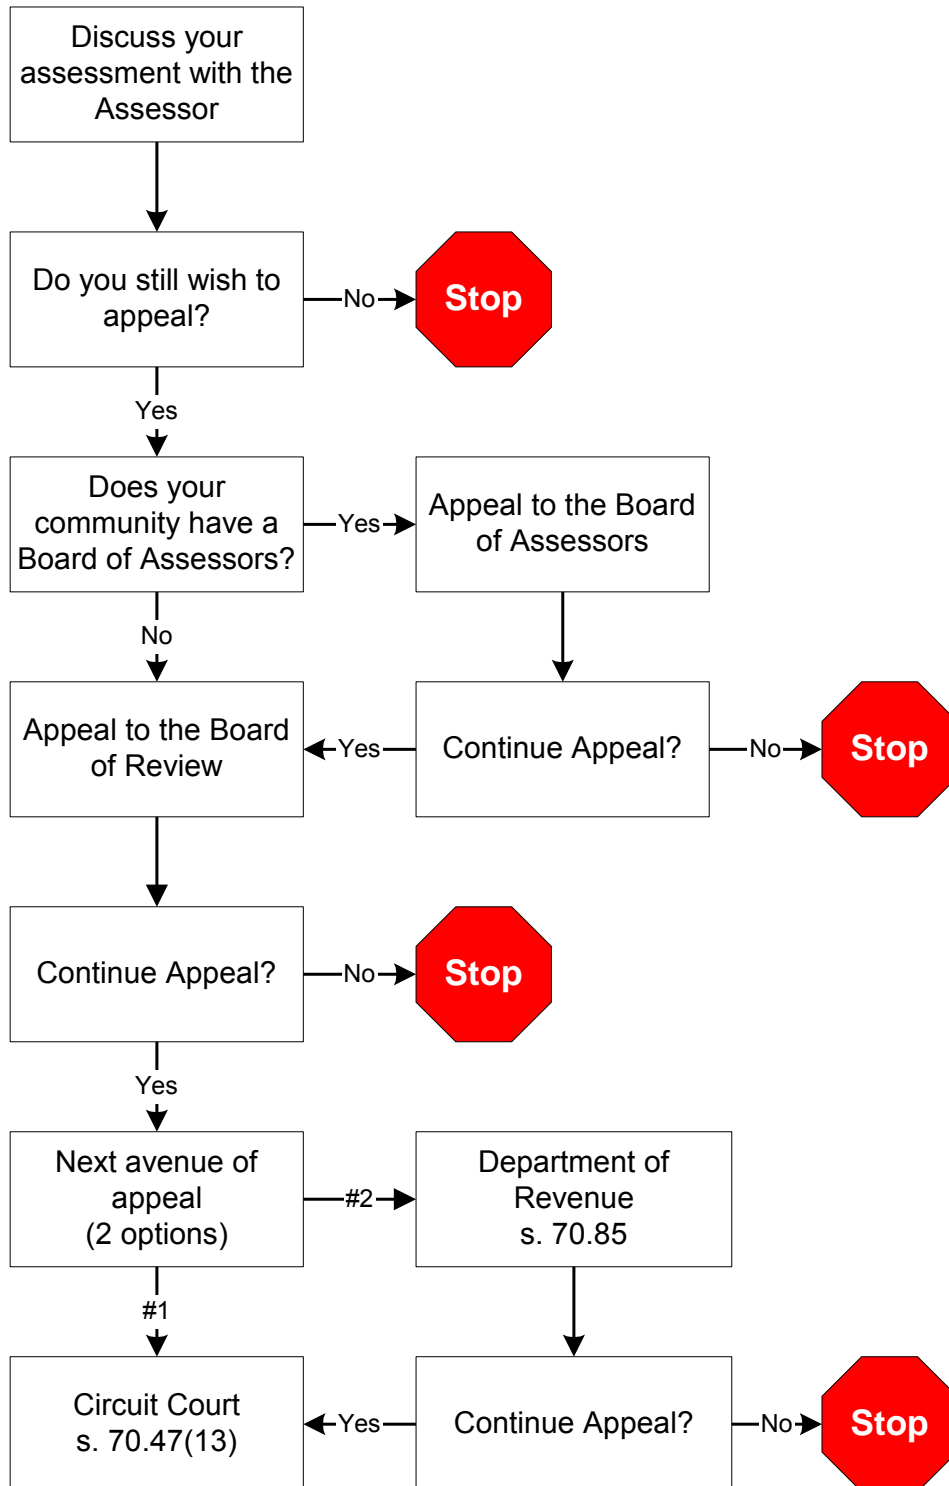 Discuss your
assessment with the
Assessor
Do you still wish to
appeal?
No
Stop
Yes
Does your
community have a
Board of Assessors?
Yes
Appeal to the Board
of Assessors
No
Appeal to the Board
of Review
Yes
Continue Appeal?
No
Stop
Continue Appeal?
No
Stop
Yes
Next avenue of
appeal
(2 options)
#2
Department of
Revenue
s. 70.85
#1
Circuit Court
s. 70.47(13)
Yes
Continue Appeal?
No
Stop